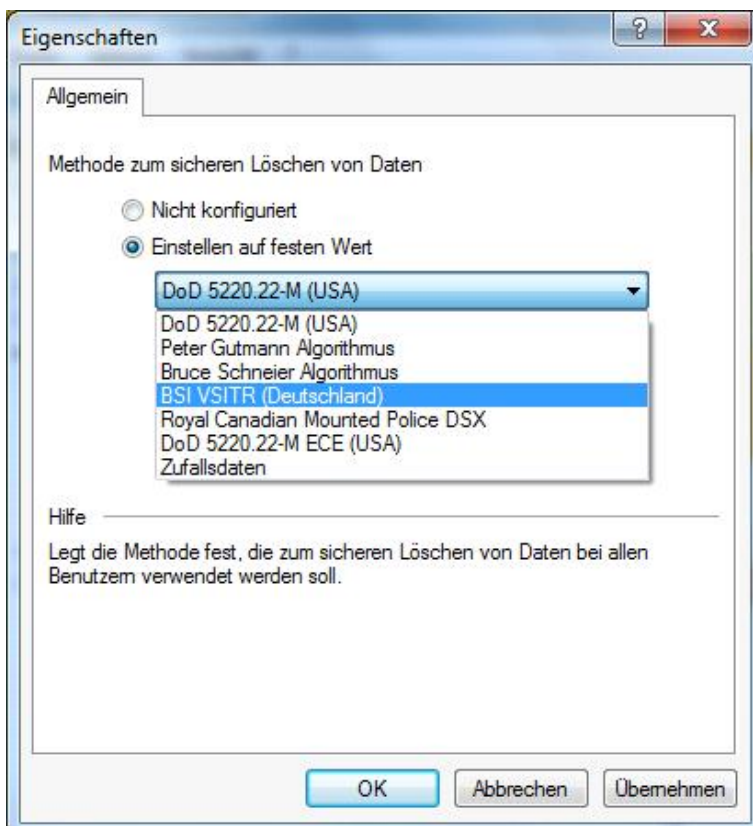 Eigenschaften
Allgemein
Methode zum sicheren Löschen von Daten
Nicht konfiguriert
Einstellen auf festen Wert
DoD 5220.22-M (USA)
DoD 5220.22-M (USA)
Peter Gutmann Algorithmus
Bruce Schneier Algorithmus
BSI VSITR (Deutschland)
Royal Canadian Mounted Police DSX
DoD 5220.22-M ECE (USA)
Zufallsdaten
Hilfe
Legt die Methode fest, die zum sicheren Löschen von Daten bei allen
Benutzern verwendet werden soll.
OK
Abbrechen
Übernehmen